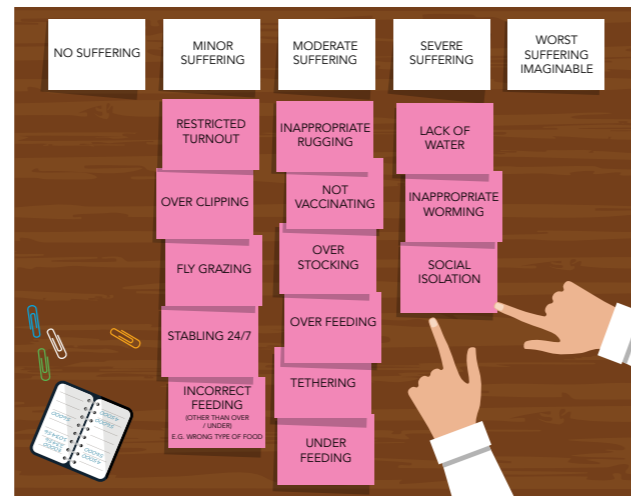 NO SUFFERING
MINOR
SUFFERING
MODERATE
SUFFERING
SEVERE
SUFFERING
WORST
SUFFERING
IMAGINABLE
RESTRICTED
TURNOUT
OVER CLIPPING
FLY GRAZING
STABLING 24/7
INCORRECT
FEEDING
(OTHER THAN OVER
/ UNDER)
E.G. WRONG TYPE OF FOOD
INAPPROPRIATE
RUGGING
NOT
VACCINATING
OVER
STOCKING
OVER FEEDING
TETHERING
UNDER
FEEDING
LACK OF
WATER
INAPPROPRIATE
WORMING
SOCIAL
ISOLATION